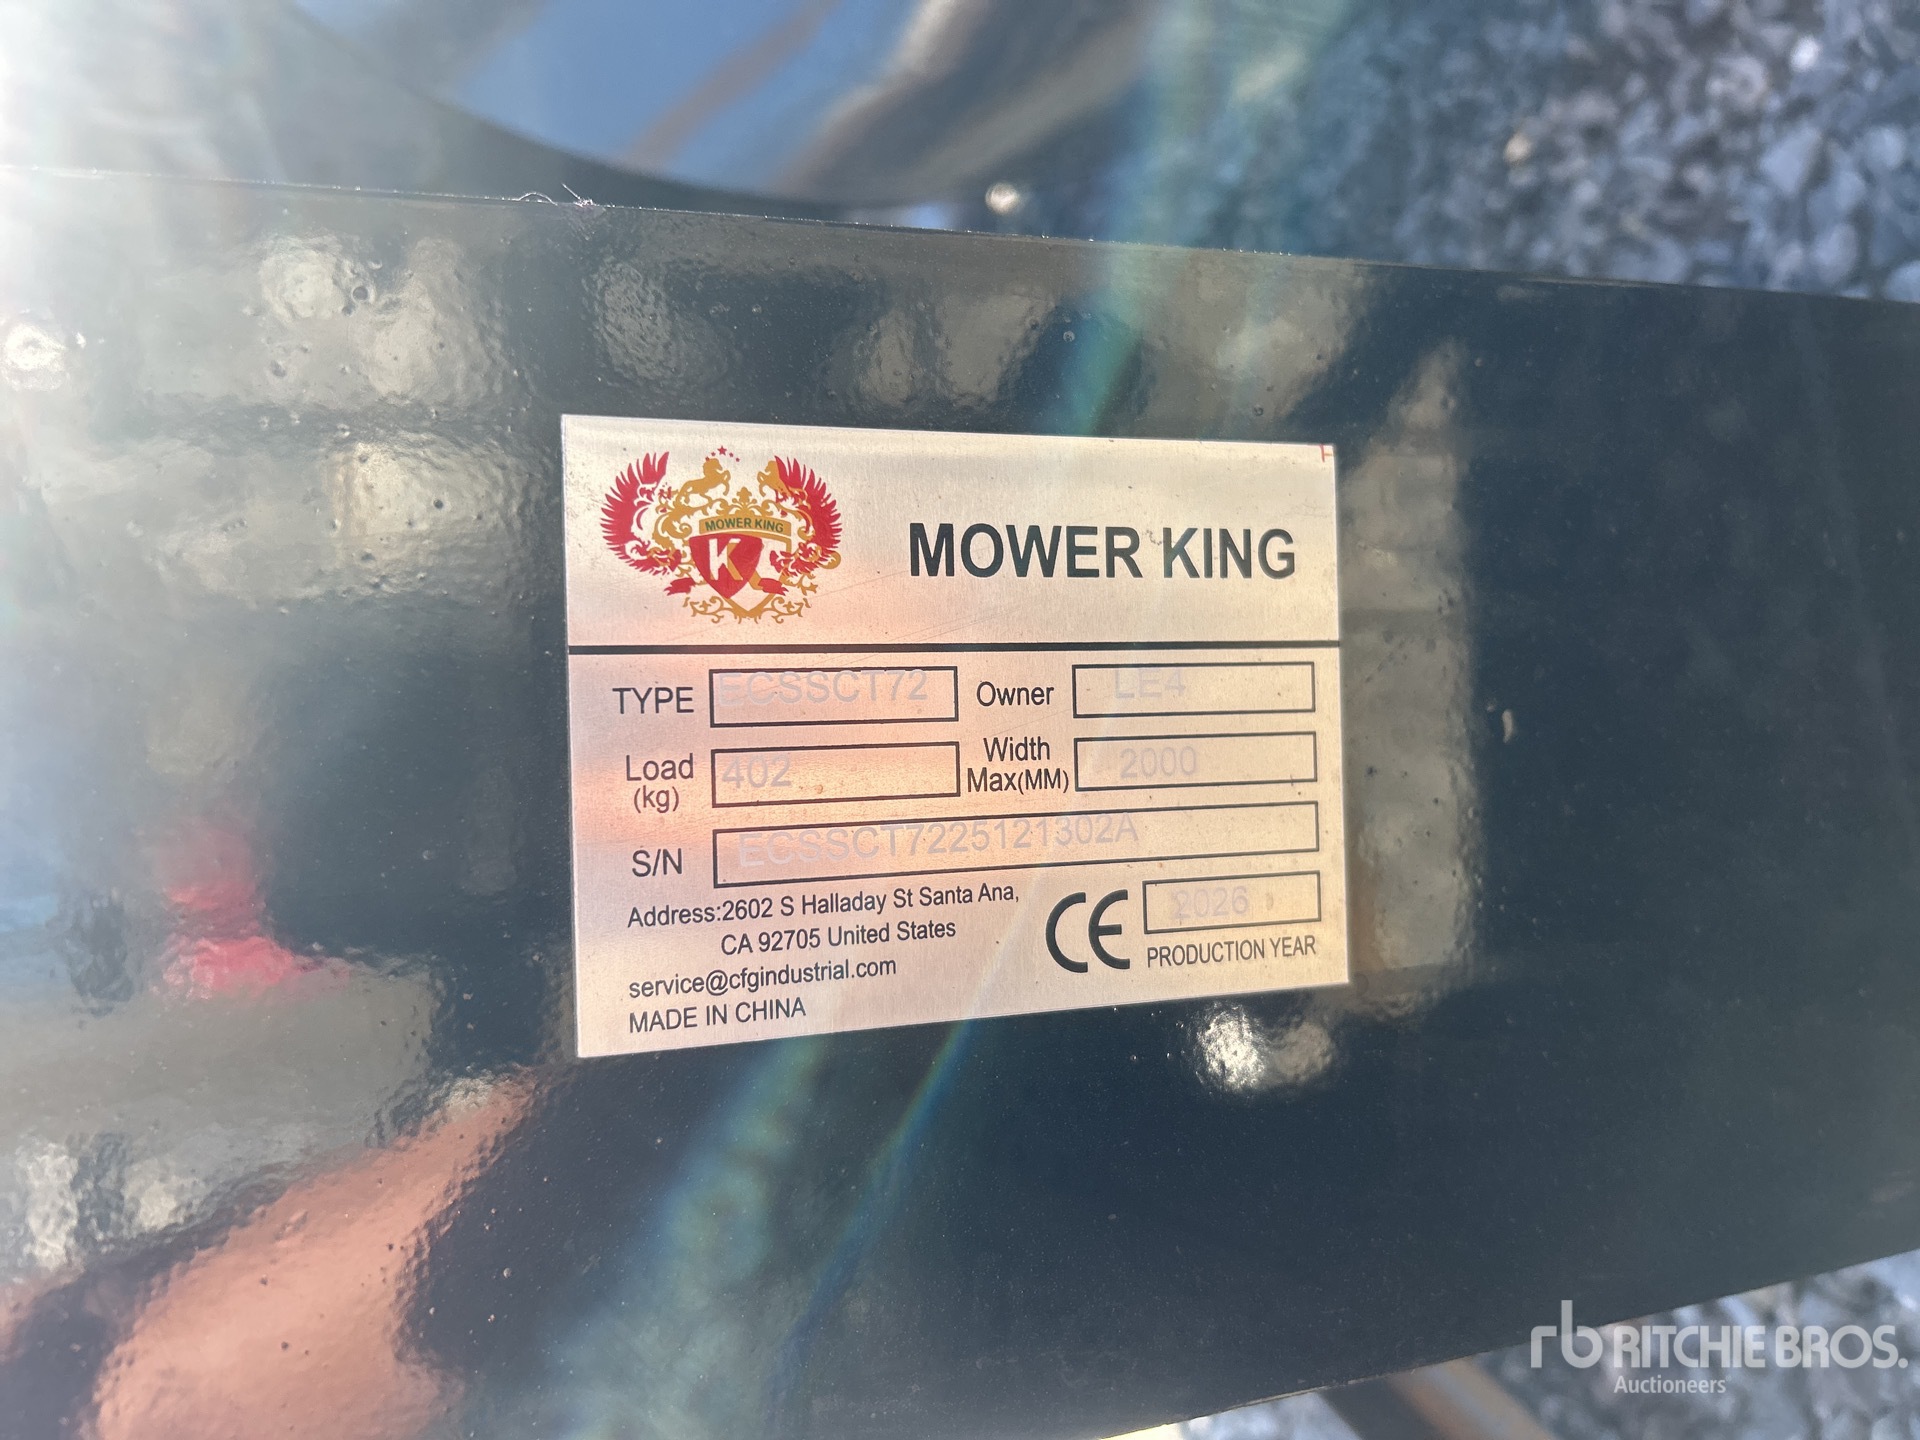 MOWER KING
K
MOWER KING
TYPE ECSSCT72 Owner LE4
Load (kg) 402 Width Max(MM) 2000
S/N ECSSCT7225121302A
Address:2602 S Halladay St Santa Ana,
CA 92705 United States
service@cfgindustrial.com
MADE IN CHINA
CE 2026
PRODUCTION YEAR
rb RITCHIE BROS.
Auctioneers